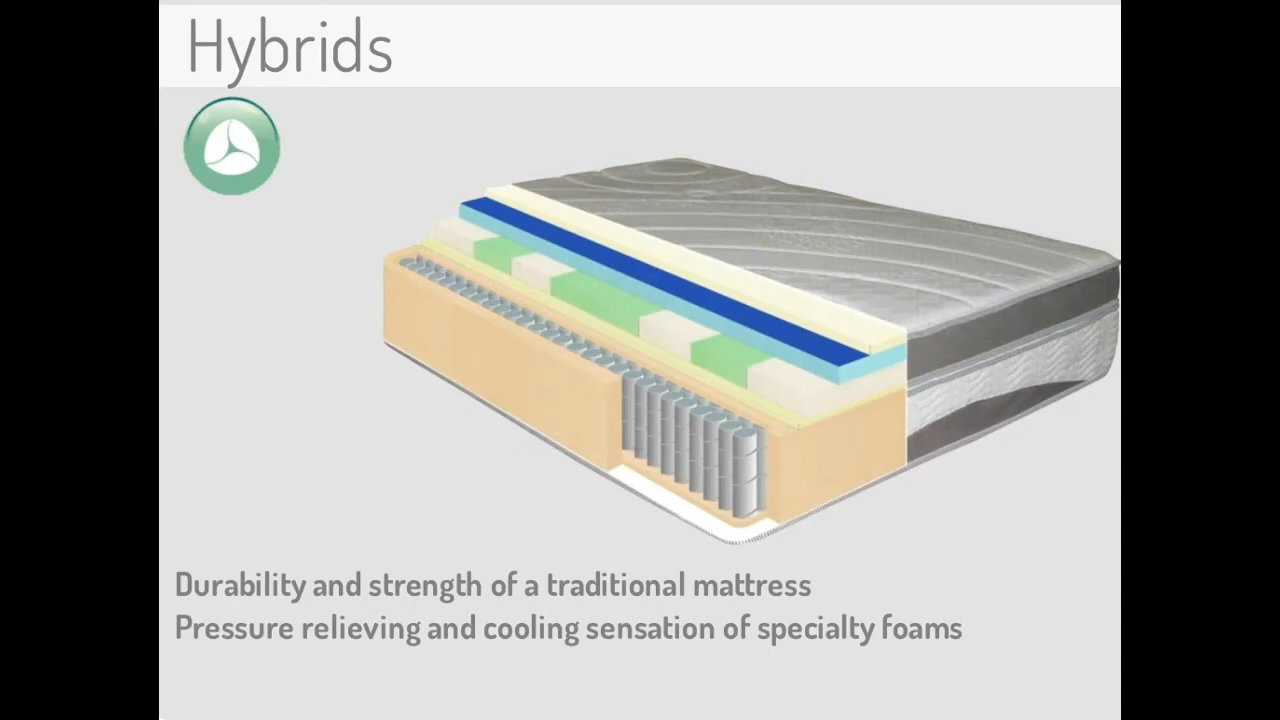 Hybrids
Durability and strength of a traditional mattress
Pressure relieving and cooling sensation of specialty foams